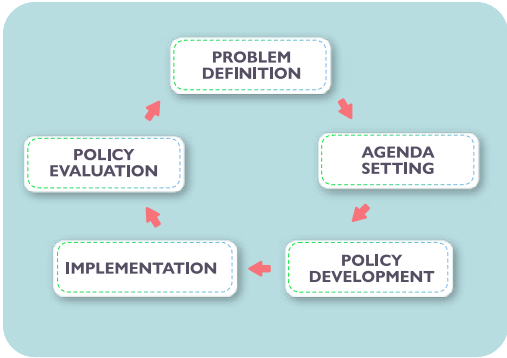 PROBLEM
DEFINITION
AGENDA
SETTING
POLICY
DEVELOPMENT
IMPLEMENTATION
POLICY
EVALUATION